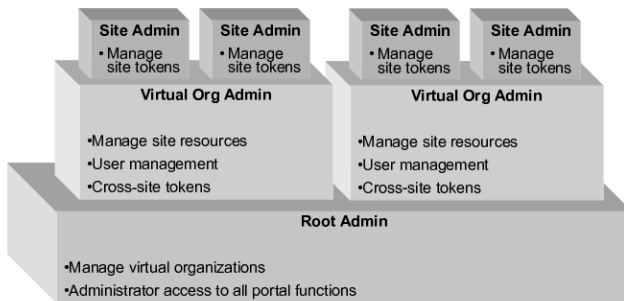 Site Admin
• Manage
site tokens
Site Admin
• Manage
site tokens
Site Admin
• Manage
site tokens
Site Admin
• Manage
site tokens
Virtual Org Admin
•Manage site resources
•User management
•Cross-site tokens
Virtual Org Admin
•Manage site resources
•User management
•Cross-site tokens
Root Admin
•Manage virtual organizations
•Administrator access to all portal functions